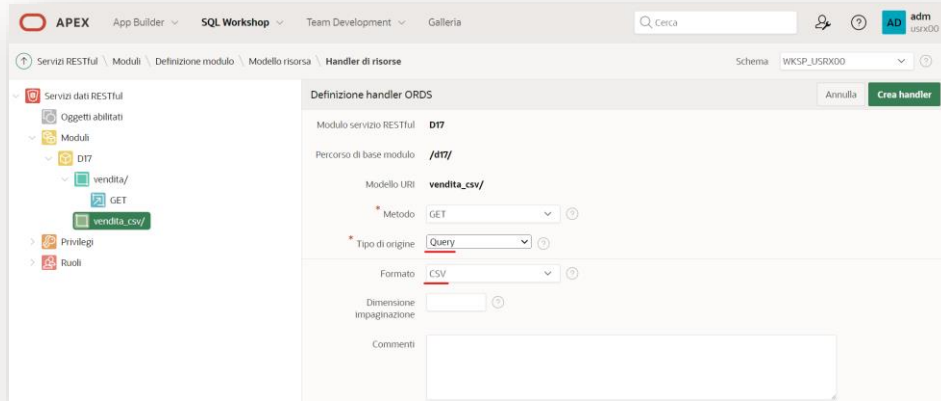 APEX App Builder SQL Workshop Team Development Galleria Cerca AD adm
usrx00
Servizi RESTful \ Moduli \ Definizione modulo \ Modello risorsa \ Handler di risorse Schema WKSP_USRX00
Servizi dati RESTful
Oggetti abilitati
Moduli
D17
vendita/
GET
vendita_csv/
Privilegi
Ruoli
Definizione handler ORDS Annulla Crea handler
Modulo servizio RESTful D17
Percorso di base modulo /d17/
Modello URI vendita_csv/
* Metodo GET
* Tipo di origine Query
Formato CSV
Dimensione
impaginazione
Commenti